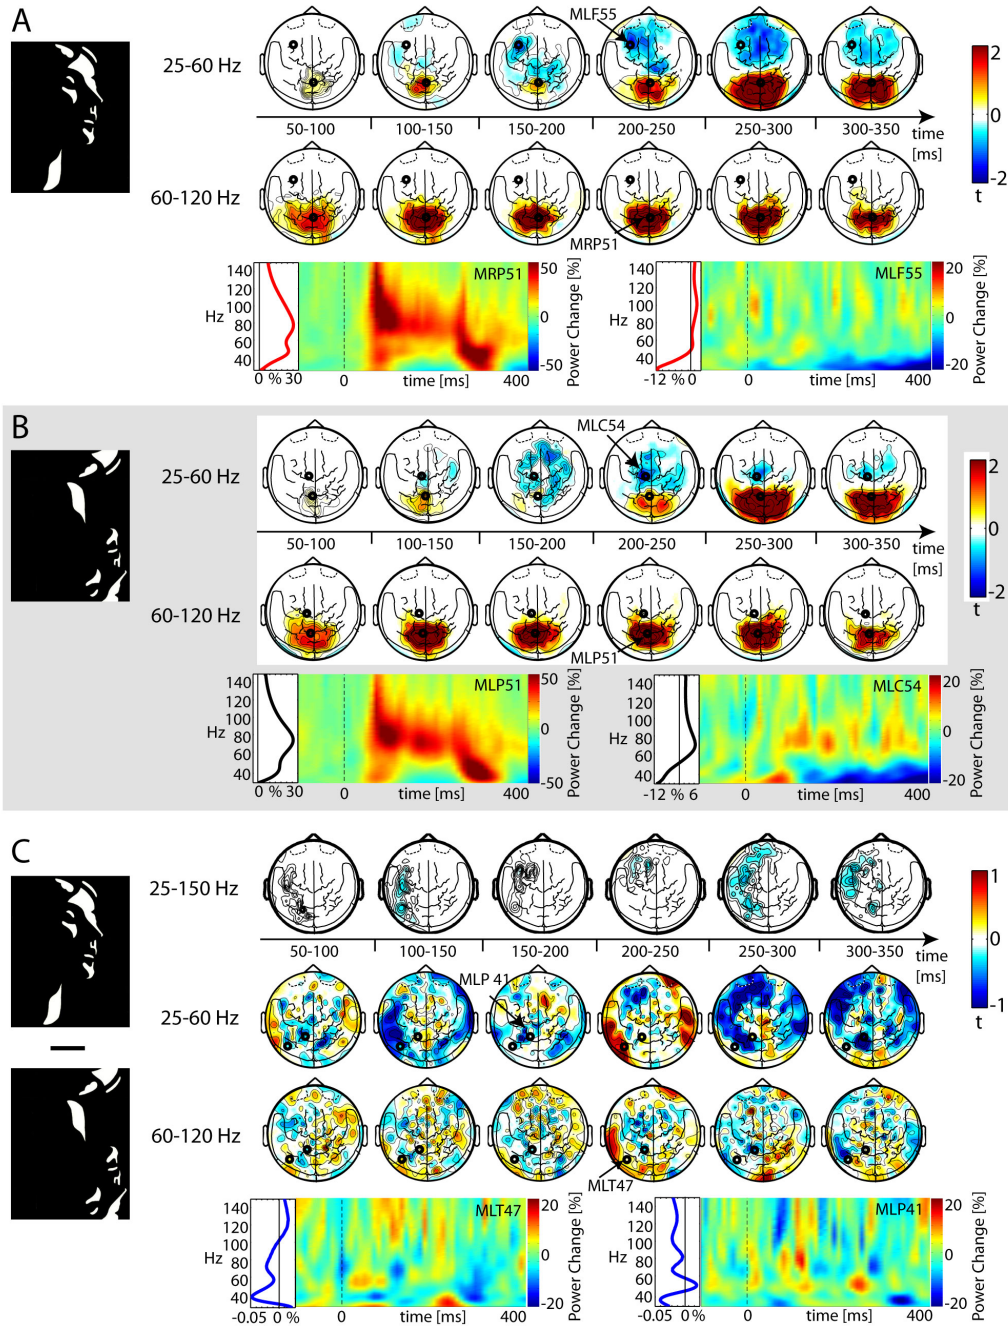 A
MLF55
25-60 Hz
2
0
-2
t
50-100 100-150 150-200 200-250 250-300 300-350 time
[ms]
60-120 Hz
MRP51
140
120
100
Hz 80
60
40
0 % 30
MRP51
0 time [ms] 400
50
0
-50
Power Change [%]
140
120
100
Hz 80
60
40
-12 % 0
MLF55
0 time [ms] 400
20
0
-20
Power Change [%]
B
MLC54
25-60 Hz
2
0
-2
t
50-100 100-150 150-200 200-250 250-300 300-350 time
[ms]
60-120 Hz
MLP51
140
120
100
Hz 80
60
40
0 % 30
MLP51
0 time [ms] 400
50
0
-50
Power Change [%]
140
120
100
Hz 80
60
40
-12 % 6
MLC54
0 time [ms] 400
20
0
-20
Power Change [%]
C
25-150 Hz
1
0
-1
t
50-100 100-150 150-200 200-250 250-300 300-350 time
[ms]
MLP 41
25-60 Hz
60-120 Hz
MLT47
140
120
100
Hz 80
60
40
-0.05 0 %
MLT47
0 time [ms] 400
20
0
-20
Power Change [%]
140
120
100
Hz 80
60
40
-0.05 0 %
MLP41
0 time [ms] 400
20
0
-20
Power Change [%]